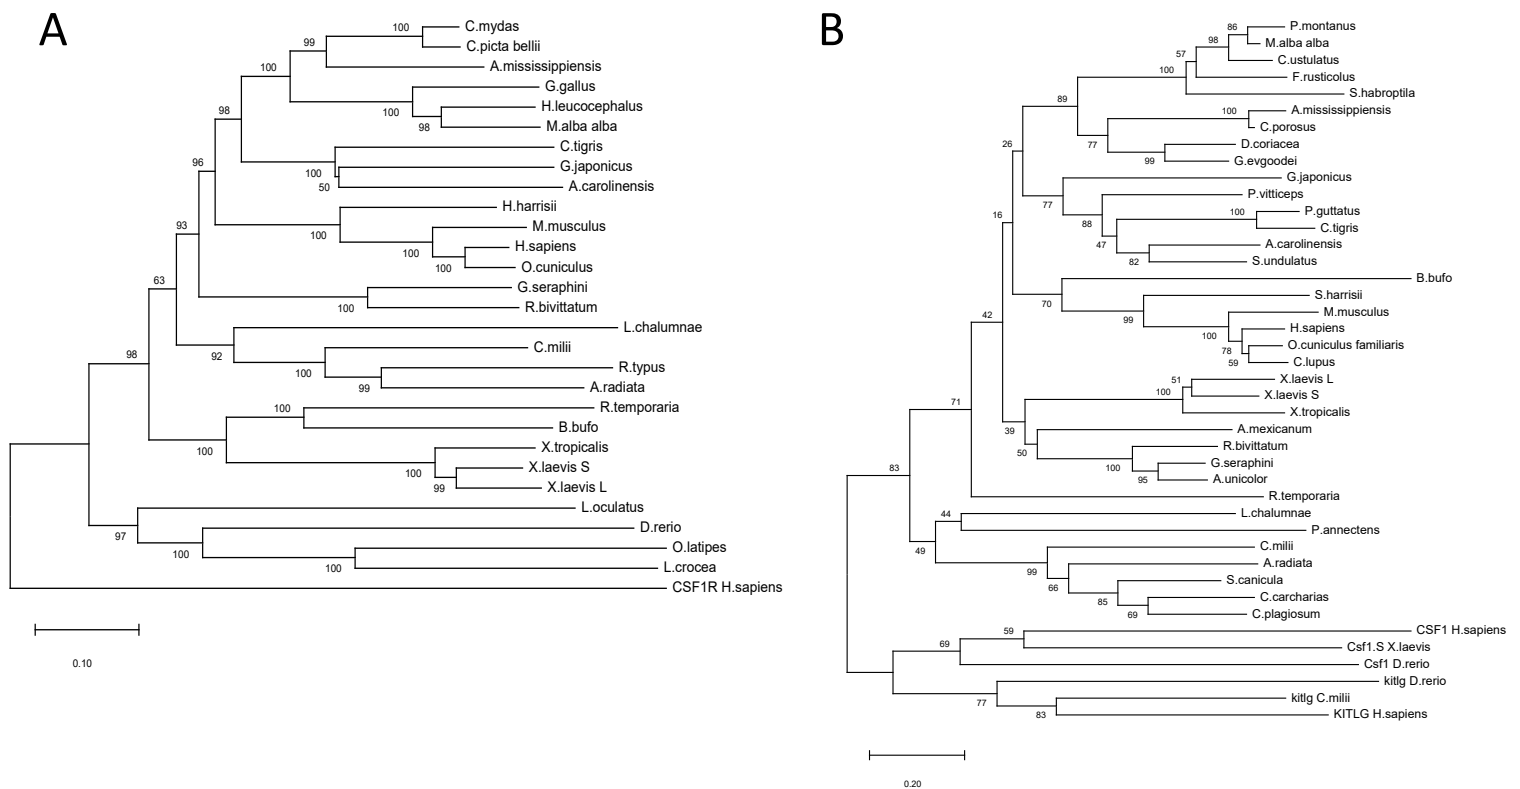 A
C.mydas
100
C.picta bellii
99
A.mississippiensis
100
G.gallus
H.leucocephalus
100
98
M.alba alba
98
C.tigris
96
G.japonicus
100
50
A.carolinensis
H.harrisii
93
M.musculus
100
H.sapiens
100
100
O.cuniculus
63
G.seraphini
100
R.bivittatum
L.chalumnae
98
92
C.milii
100
R.typus
99
A.radiata
100
R.temporaria
B.bufo
100
X.tropicalis
100
X.laevis S
99
X.laevis L
L.oculatus
97
D.rerio
100
O.latipes
100
L.crocea
CSF1R H.sapiens
0.10
B
86
P.montanus
98
M.alba alba
57
C.ustulatus
100
F.rusticolus
S.habroptila
89
100
A.mississippiensis
C.porosus
77
D.coriacea
26
99
G.evgoodei
G.japonicus
77
P.vitticeps
16
88
100
P.guttatus
C.tigris
47
A.carolinensis
82
S.undulatus
B.bufo
70
S.harrisii
99
M.musculus
42
100
H.sapiens
78
O.cuniculus familiaris
59
C.lupus
51
X.laevis L
100
X.laevis S
71
X.tropicalis
39
A.mexicanum
50
R.bivittatum
100
G.seraphini
83
95
A.unicolor
R.temporaria
44
L.chalumnae
P.annectens
49
C.milii
99
A.radiata
66
S.canicula
85
C.carcharias
69
C.plagiosum
59
CSF1 H.sapiens
69
Csf1.S X.laevis
Csf1 D.rerio
kitlg D.rerio
77
kitlg C.milii
83
KITLG H.sapiens
0.20